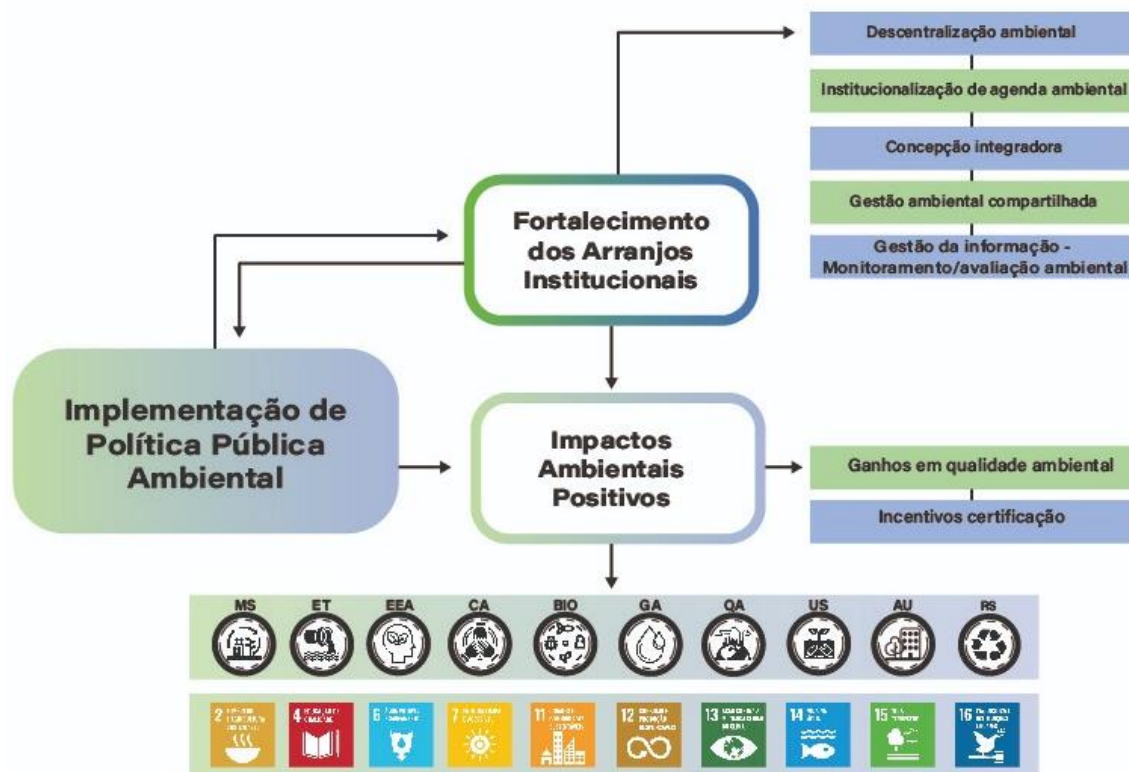 Descentralização ambiental
Institucionalização de agenda ambiental
Concepção integradora
Gestão ambiental compartilhada
Gestão da informação -
Monitoramento/avaliação ambiental
Fortalecimento
dos Arranjos
Institucionais
Implementação de
Política Pública
Ambiental
Impactos
Ambientais
Positivos
Ganhos em qualidade ambiental
Incentivos certificação
MS ET EEA CA BIO GA QA US AU RS
2 4 6 7 11 12 13 14 15 16